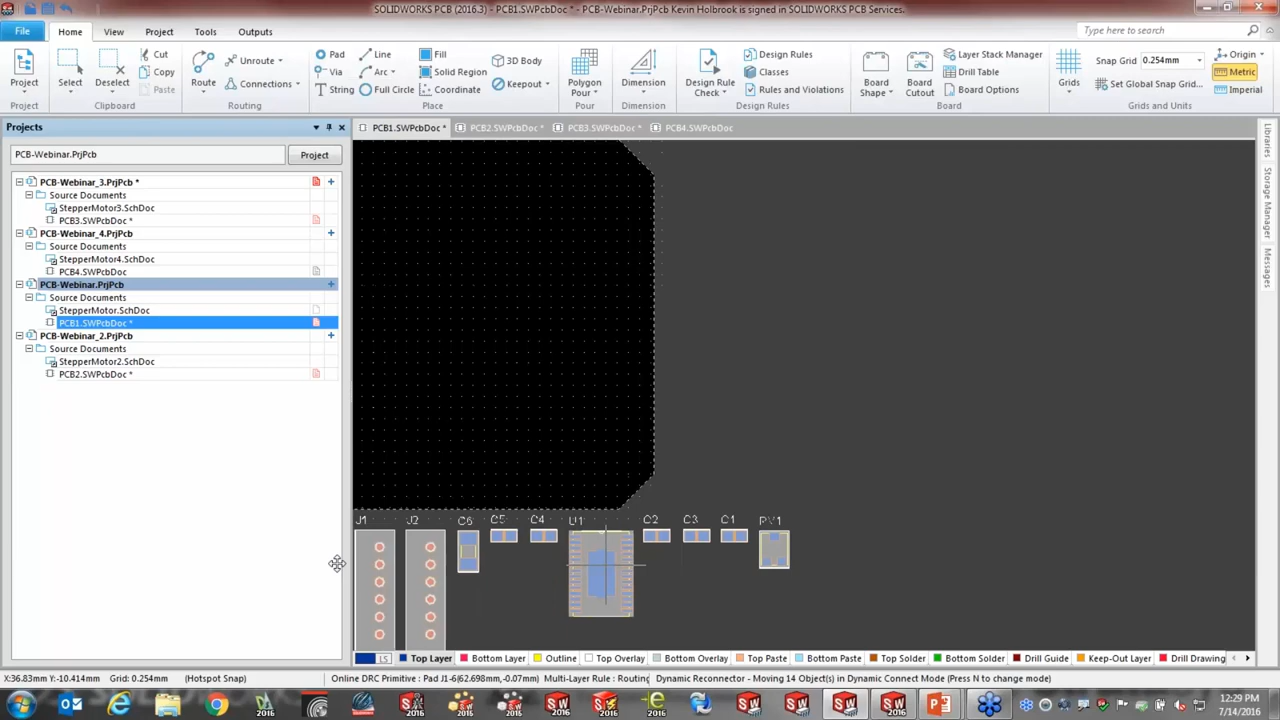 SOLIDWORKS PCB (2016.3) - PCB1.SWPcbDoc * - PCB-Webinar.PrjPcb Kevin Holbrook is signed in SOLIDWORKS PCB Services.
File Home View Project Tools Outputs
Type here to search
Project
Project
Select
Deselect
Cut
Copy
Paste
Clipboard
Route
Unroute
Connections
Routing
Pad
Via
String
Line
Arc
Full Circle
Fill
Solid Region
Coordinate
3D Body
Keepout
Place
Polygon
Pour
Pour
Dimension
Dimension
Design Rule
Check
Design Rules
Classes
Rules and Violations
Design Rules
Board
Shape
Board
Cutout
Layer Stack Manager
Drill Table
Board Options
Board
Grids
Snap Grid 0.254mm
Set Global Snap Grid...
Origin
Metric
Imperial
Grids and Units
Projects
PCB-Webinar.PrjPcb
Project
PCB-Webinar_3.PrjPcb *
Source Documents
StepperMotor3.SchDoc
PCB3.SWPcbDoc *
PCB-Webinar_4.PrjPcb
Source Documents
StepperMotor4.SchDoc
PCB4.SWPcbDoc
PCB-Webinar.PrjPcb
Source Documents
StepperMotor.SchDoc
PCB1.SWPcbDoc *
PCB-Webinar_2.PrjPcb
Source Documents
StepperMotor2.SchDoc
PCB2.SWPcbDoc *
PCB1.SWPcbDoc * PCB2.SWPcbDoc * PCB3.SWPcbDoc * PCB4.SWPcbDoc
Libraries
Storage Manager
Messages
J1 J2 C6 C5 C4 U1 C2 C3 C1 PV1
LS Top Layer Bottom Layer Outline Top Overlay Bottom Overlay Top Paste Bottom Paste Top Solder Bottom Solder Drill Guide Keep-Out Layer Drill Drawing
X:36.83mm Y:-10.414mm Grid: 0.254mm (Hotspot Snap) Online DRC Primitive : Pad J1-6(62.698mm,-0.07mm) Multi-Layer Rule : Routing Dynamic Reconnector - Moving 14 Object(s) in Dynamic Connect Mode (Press N to change mode)
2016 2016 2016 2016 2016 2016 2016
12:29 PM
7/14/2016